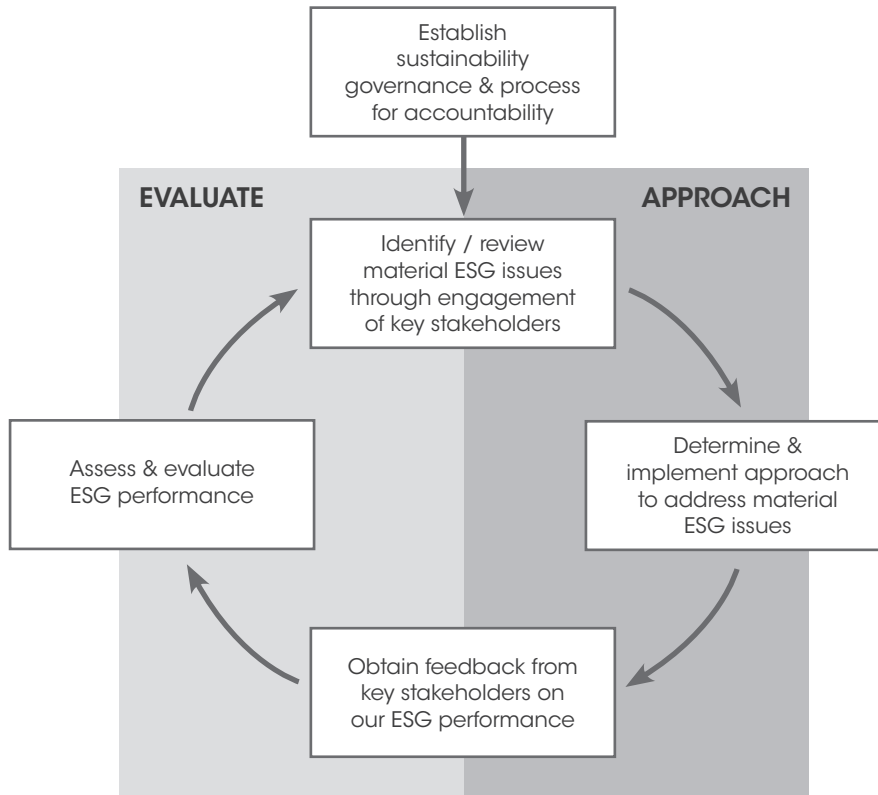 Establish
sustainability
governance & process
for accountability
EVALUATE
APPROACH
Identify / review
material ESG issues
through engagement
of key stakeholders
Assess & evaluate
ESG performance
Determine &
implement approach
to address material
ESG issues
Obtain feedback from
key stakeholders on
our ESG performance